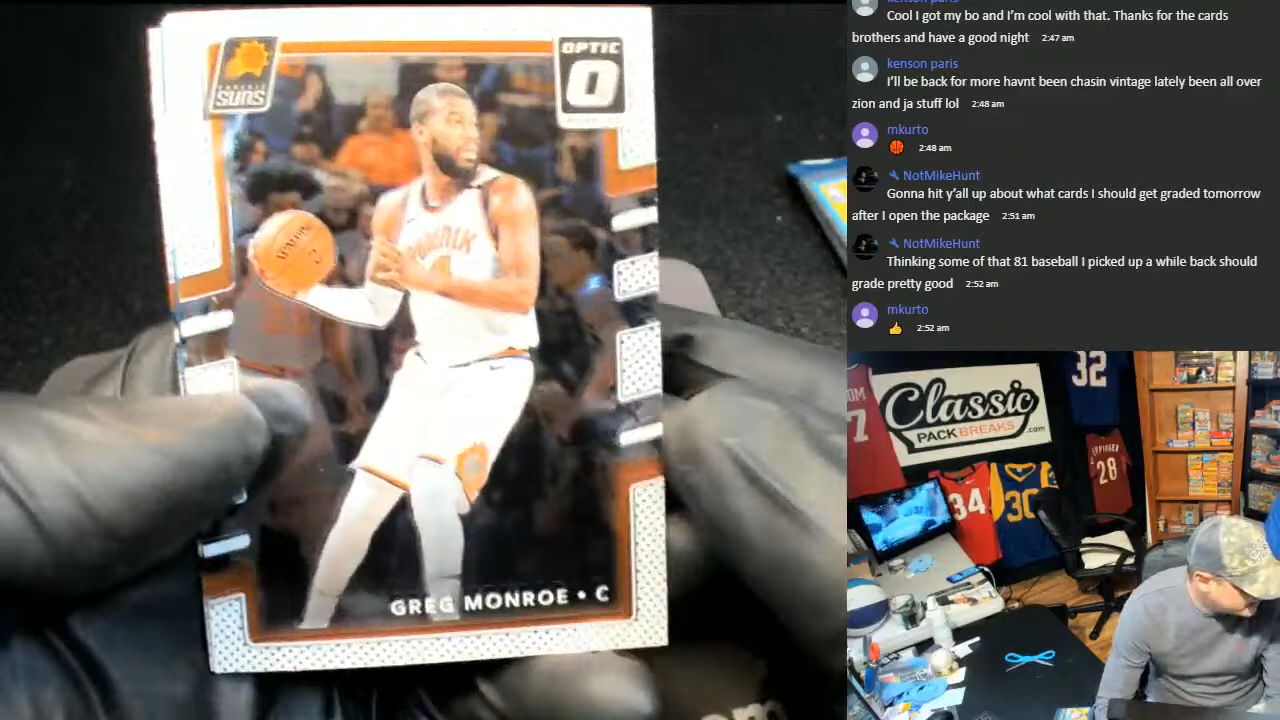 PHOENIX
SUNS
OPTIC
SPALDING
GREG MONROE • C
Cool I got my bo and I'm cool with that. Thanks for the cards
brothers and have a good night 2:47 am
kenson paris
I'll be back for more havnt been chasin vintage lately been all over
zion and ja stuff lol 2:48 am
mkurto
2:48 am
NotMikeHunt
Gonna hit y'all up about what cards I should get graded tomorrow
after I open the package 2:51 am
NotMikeHunt
Thinking some of that 81 baseball I picked up a while back should
grade pretty good 2:52 am
mkurto
2:52 am
Classic
PACK BREAKS.com
32
7
34
30
28